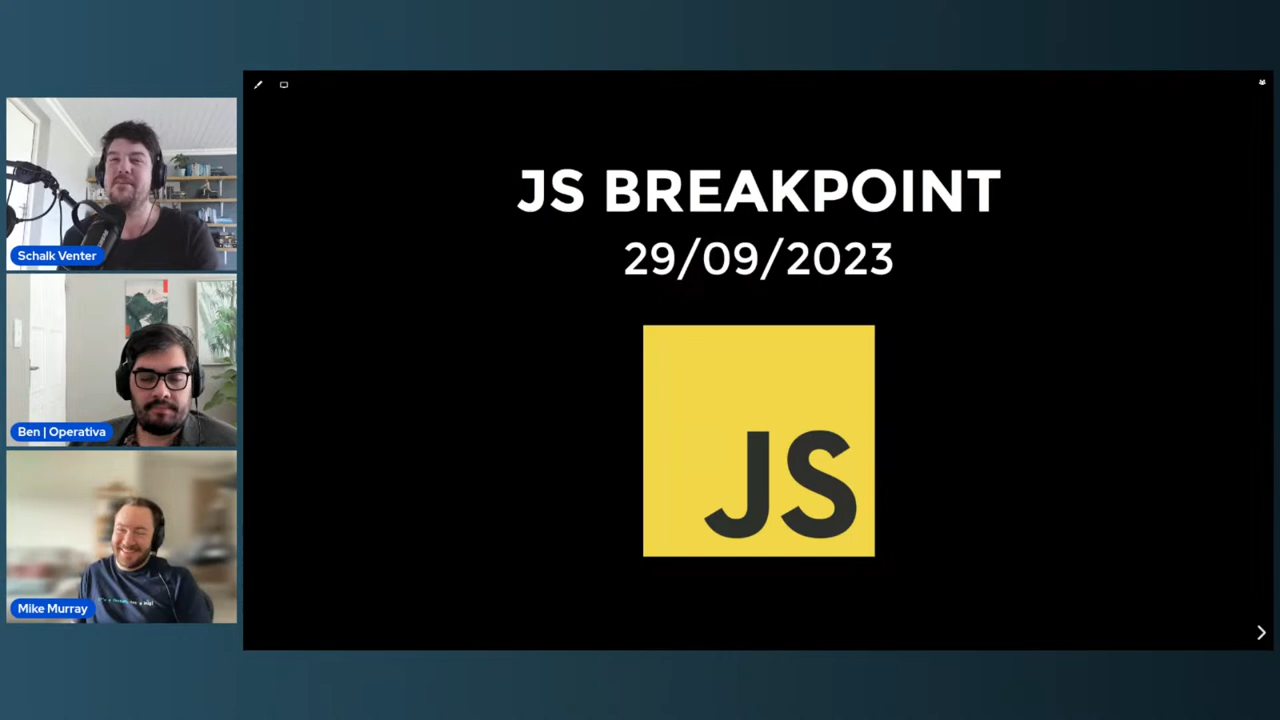 Schalk Venter
Ben | Operativa
Mike Murray
JS BREAKPOINT
29/09/2023
JS